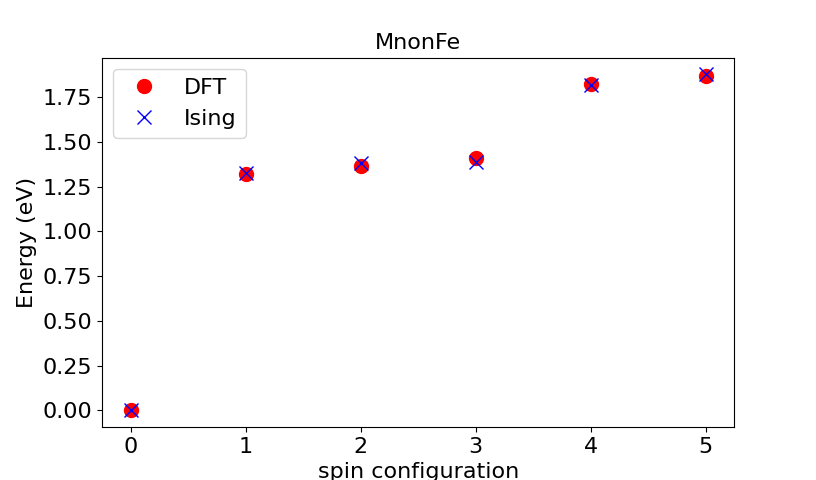 MnonFe
DFT
Ising
Energy (eV)
1.75
1.50
1.25
1.00
0.75
0.50
0.25
0.00
0 1 2 3 4 5
spin configuration